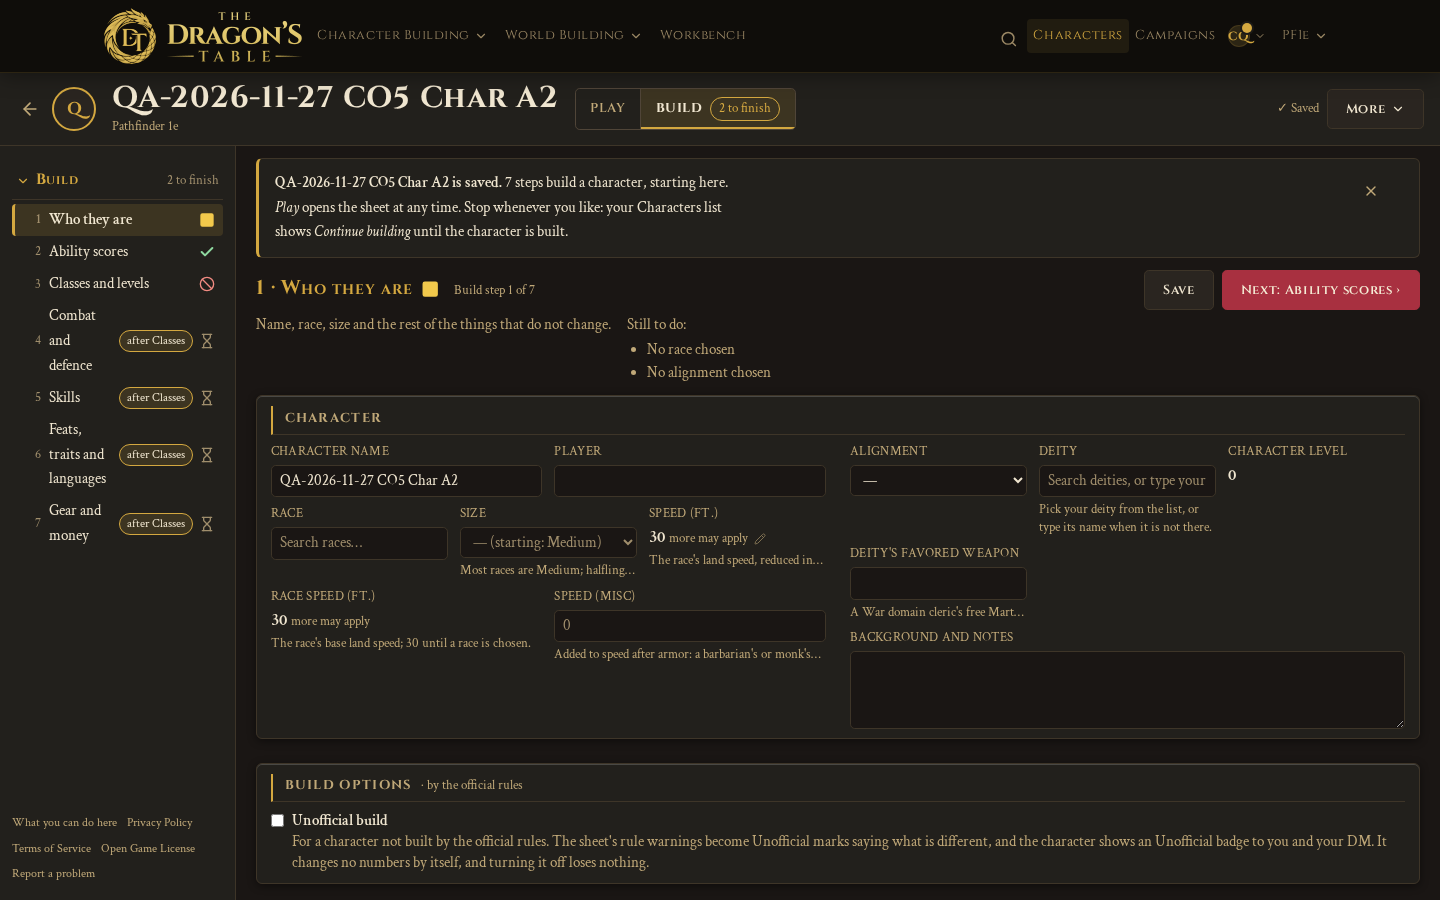 THE
DRAGON'S
TABLE
DT
CHARACTER BUILDING
WORLD BUILDING
WORKBENCH
CHARACTERS
CAMPAIGNS
CQ
PF1E
Q
QA-2026-11-27 CO5 CHAR A2
Pathfinder 1e
PLAY
BUILD 2 to finish
✓ Saved
MORE
BUILD 2 to finish
1 Who they are
2 Ability scores
3 Classes and levels
4 Combat and defence after Classes
5 Skills after Classes
6 Feats, traits and languages after Classes
7 Gear and money after Classes
What you can do here Privacy Policy
Terms of Service Open Game License
Report a problem
QA-2026-11-27 CO5 Char A2 is saved. 7 steps build a character, starting here.
Play opens the sheet at any time. Stop whenever you like: your Characters list
shows Continue building until the character is built.
1 · WHO THEY ARE Build step 1 of 7
SAVE
NEXT: ABILITY SCORES ›
Name, race, size and the rest of the things that do not change.
Still to do:
• No race chosen
• No alignment chosen
CHARACTER
CHARACTER NAME
QA-2026-11-27 CO5 Char A2
PLAYER
RACE
Search races...
SIZE
— (starting: Medium)
Most races are Medium; halfling...
SPEED (FT.)
30 more may apply
The race's land speed, reduced in...
RACE SPEED (FT.)
30 more may apply
The race's base land speed; 30 until a race is chosen.
SPEED (MISC)
0
Added to speed after armor: a barbarian's or monk's...
ALIGNMENT
—
DEITY
Search deities, or type your
Pick your deity from the list, or
type its name when it is not there.
CHARACTER LEVEL
0
DEITY'S FAVORED WEAPON
A War domain cleric's free Mart...
BACKGROUND AND NOTES
BUILD OPTIONS · by the official rules
Unofficial build
For a character not built by the official rules. The sheet's rule warnings become Unofficial marks saying what is different, and the character shows an Unofficial badge to you and your DM. It
changes no numbers by itself, and turning it off loses nothing.